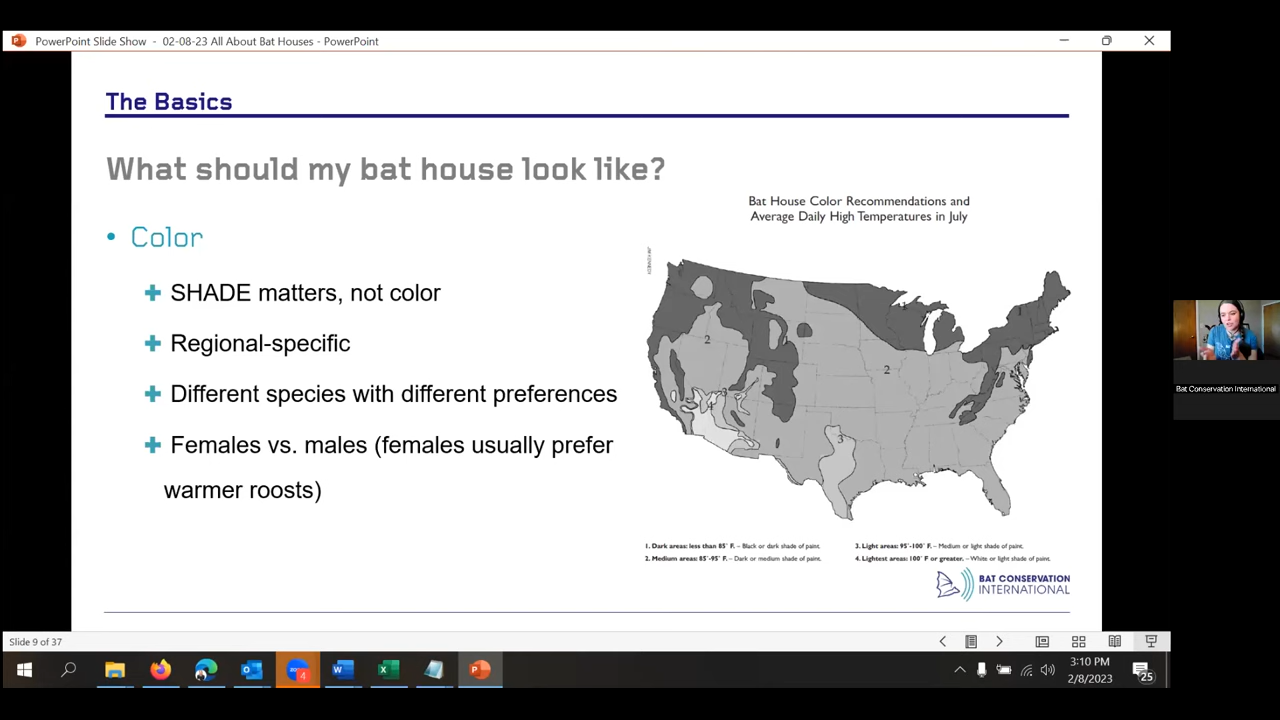 PowerPoint Slide Show - 02-08-23 All About Bat Houses - PowerPoint
The Basics
What should my bat house look like?
• Color
SHADE matters, not color
Regional-specific
Different species with different preferences
Females vs. males (females usually prefer
warmer roosts)
Bat House Color Recommendations and
Average Daily High Temperatures in July
1
1
2
2
3
4
1. Dark areas: less than 85° F. – Black or dark shade of paint.
2. Medium areas: 85°-95° F. – Dark or medium shade of paint.
3. Light areas: 95°-100° F. – Medium or light shade of paint.
4. Lightest areas: 100° F or greater. – White or light shade of paint.
BAT CONSERVATION
INTERNATIONAL
Bat Conservation International
Slide 9 of 37
4
3:10 PM
2/8/2023
25